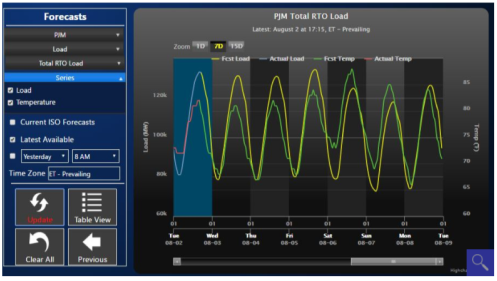 Forecasts
PJM
Load
Total RTO Load
Series
Load
Temperature
Current ISO Forecasts
Latest Available
Yesterday 8 AM
Time Zone ET - Prevailing
Update Table View
Clear All Previous
PJM Total RTO Load
Latest: August 2 at 17:15, ET - Prevailing
Zoom 1D 7D 15D
Fcst Load Actual Load Fcst Temp Actual Temp
Load (MW)
120k
100k
80k
60k
Temp (°F)
85
80
75
70
65
60
01 01 01 01 01 01 01 01
Tue Wed Thu Fri Sat Sun Mon Tue
08-02 08-03 08-04 08-05 08-06 08-07 08-08 08-09